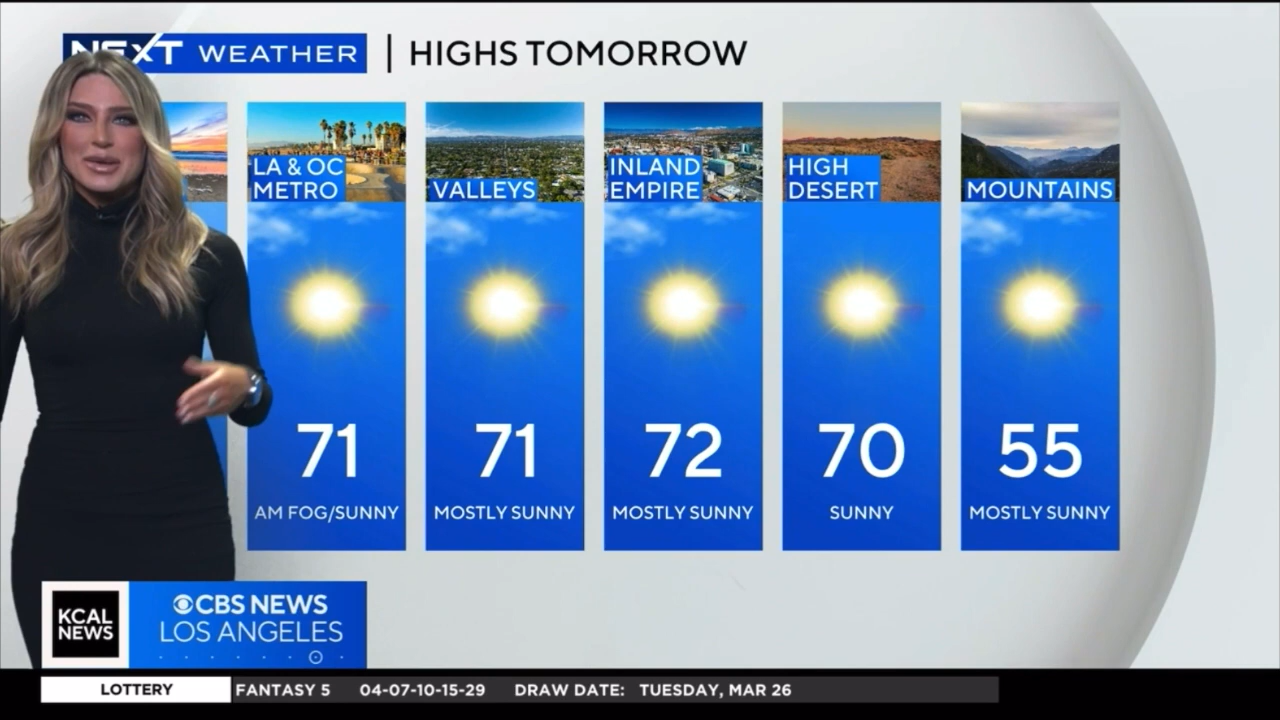 NEXT WEATHER | HIGHS TOMORROW
LA & OC
METRO
71
AM FOG/SUNNY
VALLEYS
71
MOSTLY SUNNY
INLAND
EMPIRE
72
MOSTLY SUNNY
HIGH
DESERT
70
SUNNY
MOUNTAINS
55
MOSTLY SUNNY
KCAL
NEWS
CBS NEWS
LOS ANGELES
LOTTERY
FANTASY 5 04-07-10-15-29 DRAW DATE: TUESDAY, MAR 26